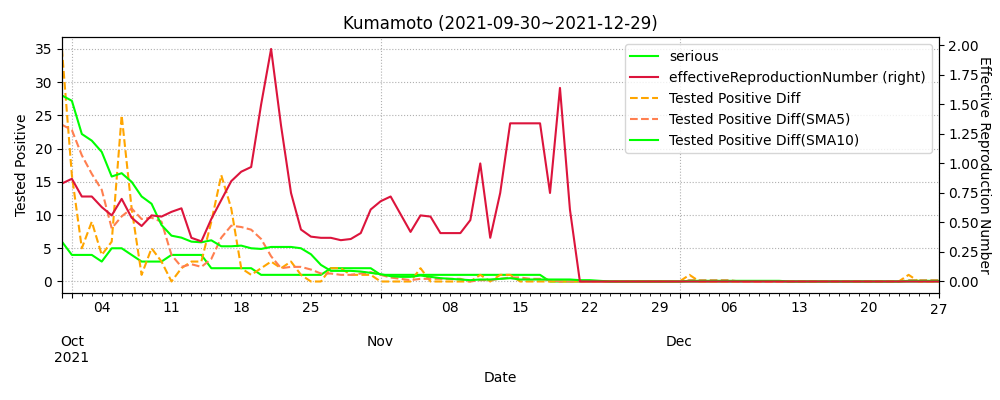 Kumamoto (2021-09-30~2021-12-29)
serious
effectiveReproductionNumber (right)
Tested Positive Diff
Tested Positive Diff(SMA5)
Tested Positive Diff(SMA10)
Tested Positive
35
30
25
20
15
10
5
0
2.00
1.75
1.50
1.25
1.00
0.75
0.50
0.25
0.00
Effective Reproduction Number
04 11 18 25 08 15 22 29 06 13 20 27
Oct Nov Dec
2021
Date